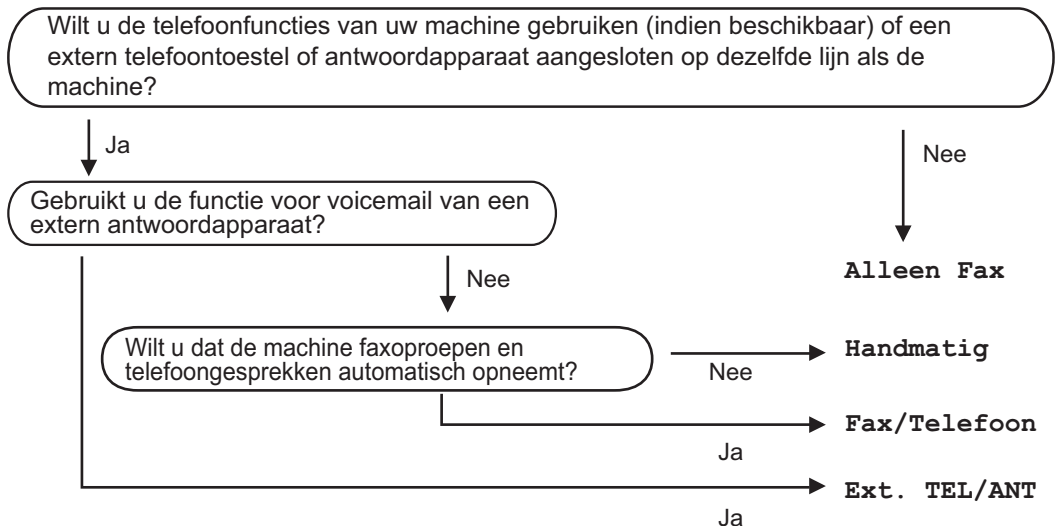 Wilt u de telefoonfuncties van uw machine gebruiken (indien beschikbaar) of een
extern telefoontoestel of antwoordapparaat aangesloten op dezelfde lijn als de
machine?
Ja
Nee
Gebruikt u de functie voor voicemail van een
extern antwoordapparaat?
Alleen Fax
Nee
Wilt u dat de machine faxoproepen en
telefoongesprekken automatisch opneemt?
Nee
Handmatig
Ja
Fax/Telefoon
Ja
Ext. TEL/ANT